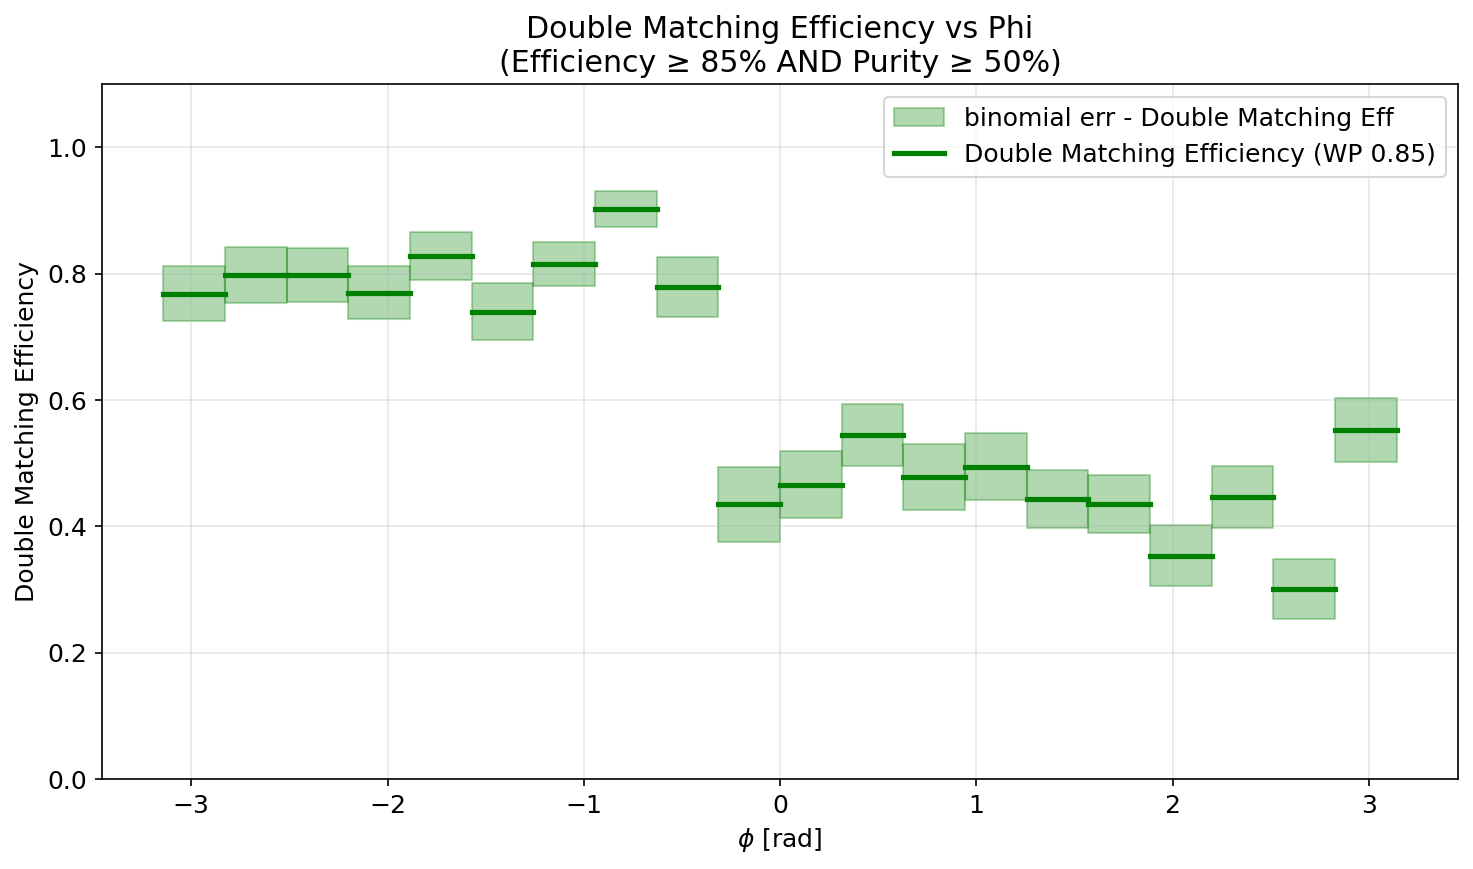 Double Matching Efficiency vs Phi
(Efficiency ≥ 85% AND Purity ≥ 50%)
binomial err - Double Matching Eff
Double Matching Efficiency (WP 0.85)
Double Matching Efficiency
1.0
0.8
0.6
0.4
0.2
0.0
−3
−2
−1
0
1
2
3
ϕ [rad]